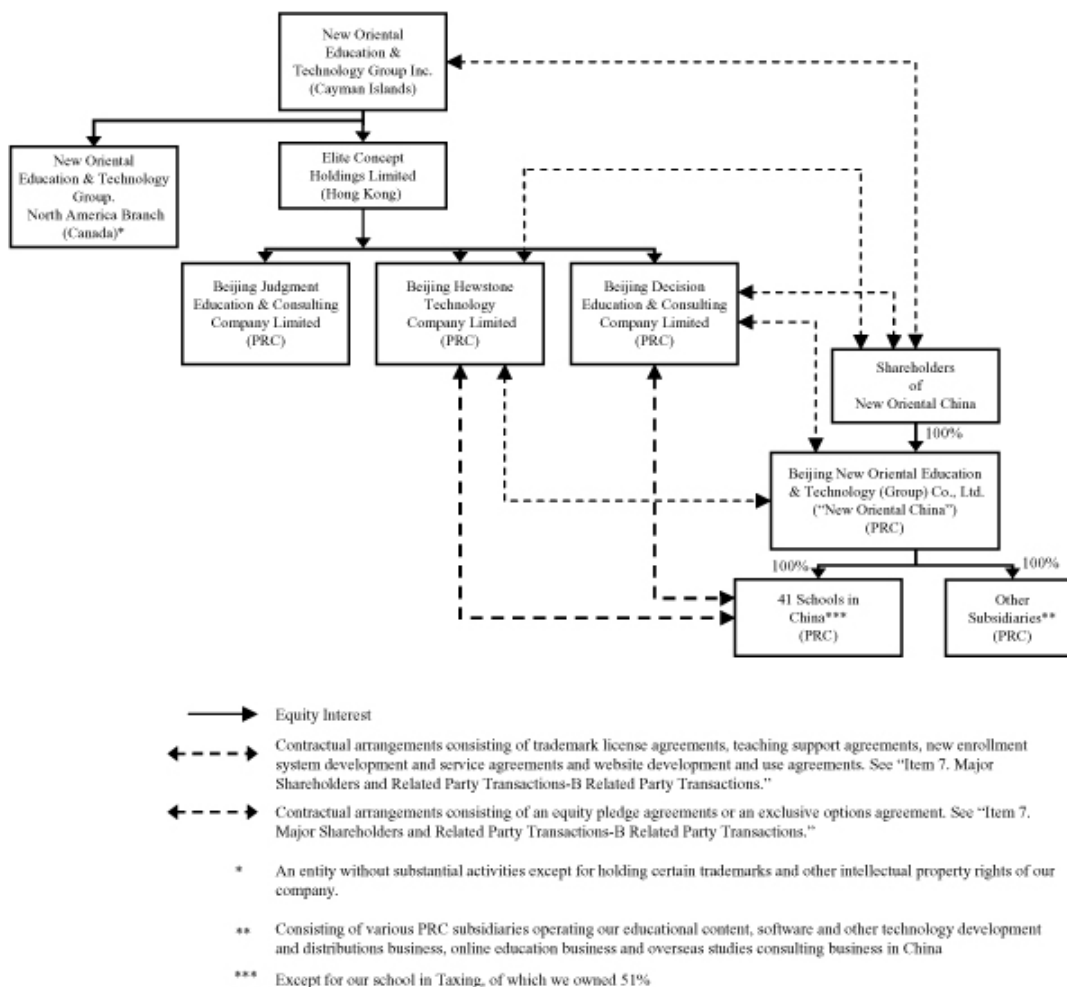 New Oriental
Education &
Technology Group Inc.
(Cayman Islands)
New Oriental
Education & Technology
Group.
North America Branch
(Canada)*
Elite Concept
Holdings Limited
(Hong Kong)
Beijing Judgment
Education & Consulting
Company Limited
(PRC)
Beijing Hewstone
Technology
Company Limited
(PRC)
Beijing Decision
Education & Consulting
Company Limited
(PRC)
Shareholders
of
New Oriental China
100%
Beijing New Oriental Education
& Technology (Group) Co., Ltd.
(“New Oriental China”)
(PRC)
100%
100%
41 Schools in
China***
(PRC)
Other
Subsidiaries**
(PRC)
Equity Interest
Contractual arrangements consisting of trademark license agreements, teaching support agreements, new enrollment
system development and service agreements and website development and use agreements. See “Item 7. Major
Shareholders and Related Party Transactions-B Related Party Transactions.”
Contractual arrangements consisting of an equity pledge agreements or an exclusive options agreement. See “Item 7.
Major Shareholders and Related Party Transactions-B Related Party Transactions.”
* An entity without substantial activities except for holding certain trademarks and other intellectual property rights of our
company.
** Consisting of various PRC subsidiaries operating our educational content, software and other technology development
and distributions business, online education business and overseas studies consulting business in China
*** Except for our school in Taxing, of which we owned 51%